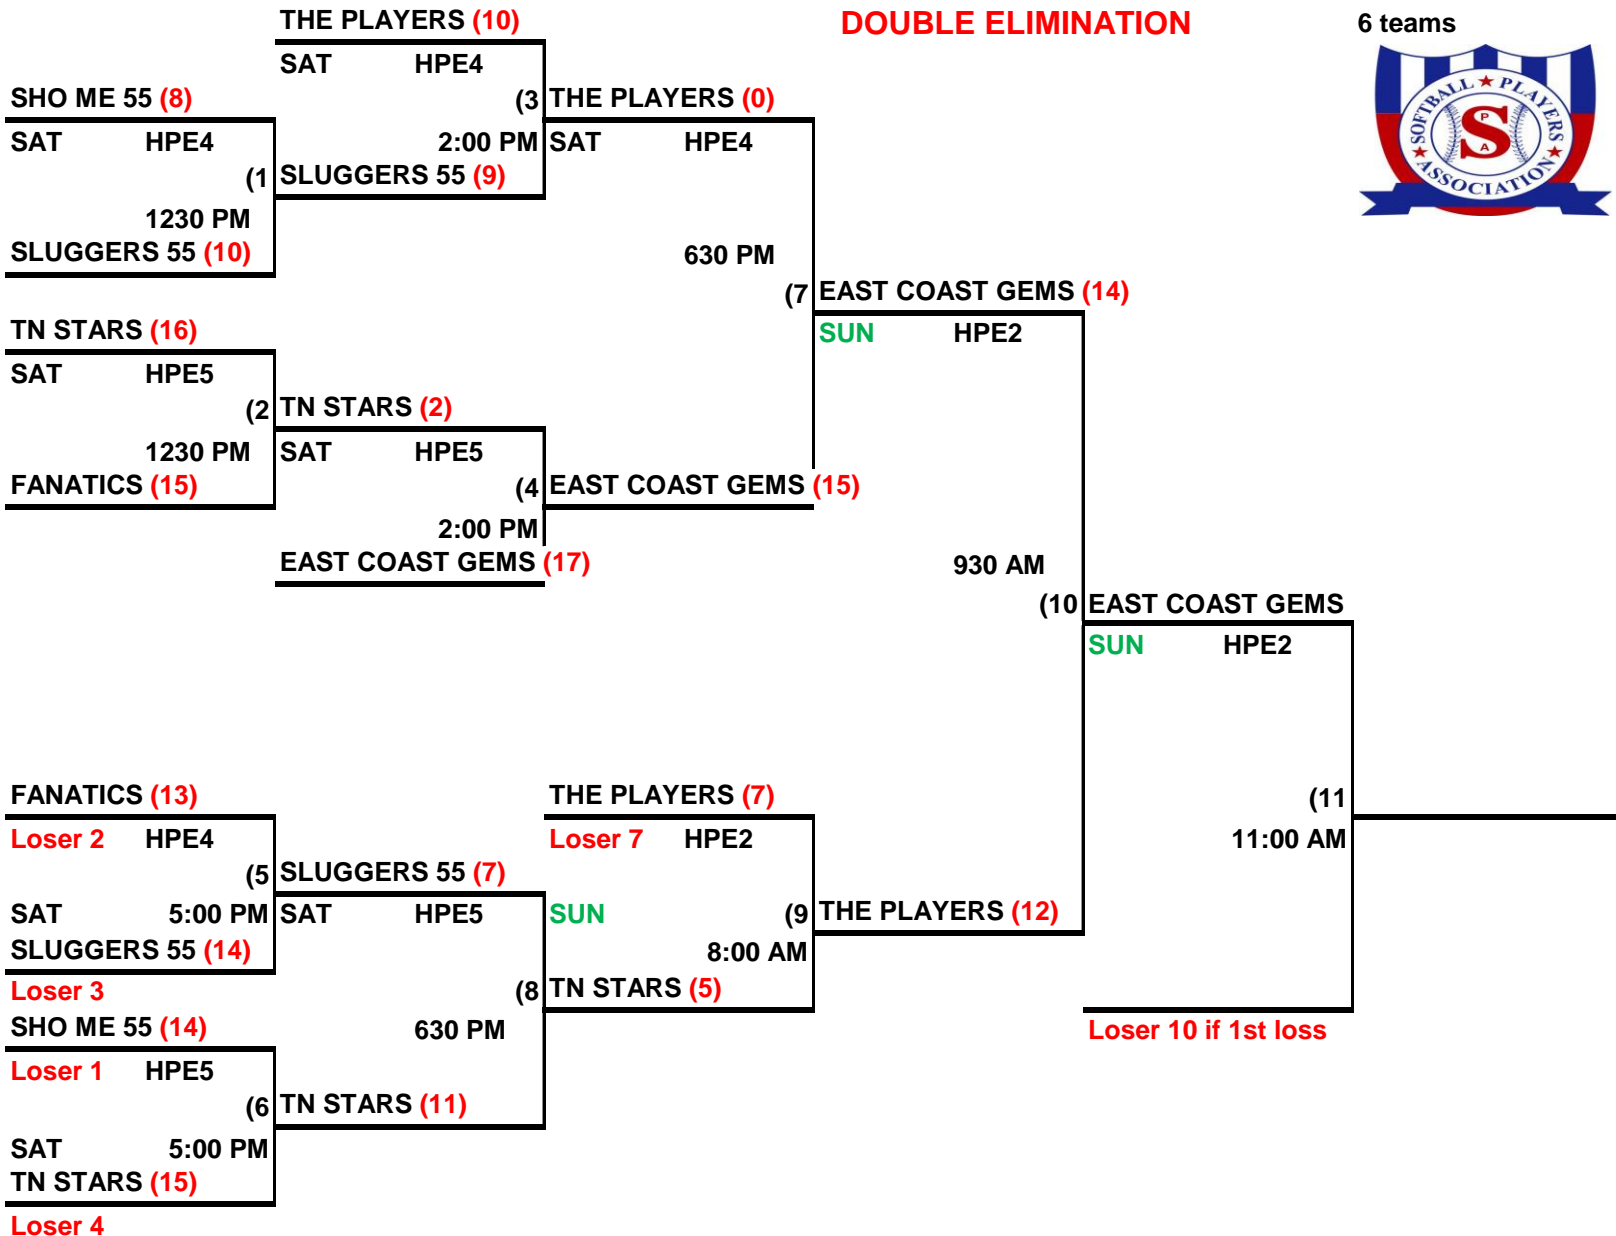 THE PLAYERS (10)
DOUBLE ELIMINATION
6 teams
SAT HPE4
SHO ME 55 (8)
(3 THE PLAYERS (0)
SOFTBALL ★ PLAYERS
★ ASSOCIATION ★
S
P
A
SAT HPE4
2:00 PM SAT HPE4
(1 SLUGGERS 55 (9)
1230 PM
SLUGGERS 55 (10)
630 PM
(7 EAST COAST GEMS (14)
TN STARS (16)
SUN HPE2
SAT HPE5
(2 TN STARS (2)
1230 PM SAT HPE5
FANATICS (15)
(4 EAST COAST GEMS (15)
2:00 PM
EAST COAST GEMS (17)
930 AM
(10 EAST COAST GEMS
SUN HPE2
FANATICS (13)
THE PLAYERS (7)
(11
Loser 2 HPE4
Loser 7 HPE2
11:00 AM
(5 SLUGGERS 55 (7)
SAT 5:00 PM SAT HPE5
SUN (9 THE PLAYERS (12)
SLUGGERS 55 (14)
8:00 AM
Loser 3
(8 TN STARS (5)
SHO ME 55 (14)
630 PM
Loser 10 if 1st loss
Loser 1 HPE5
(6 TN STARS (11)
SAT 5:00 PM
TN STARS (15)
Loser 4